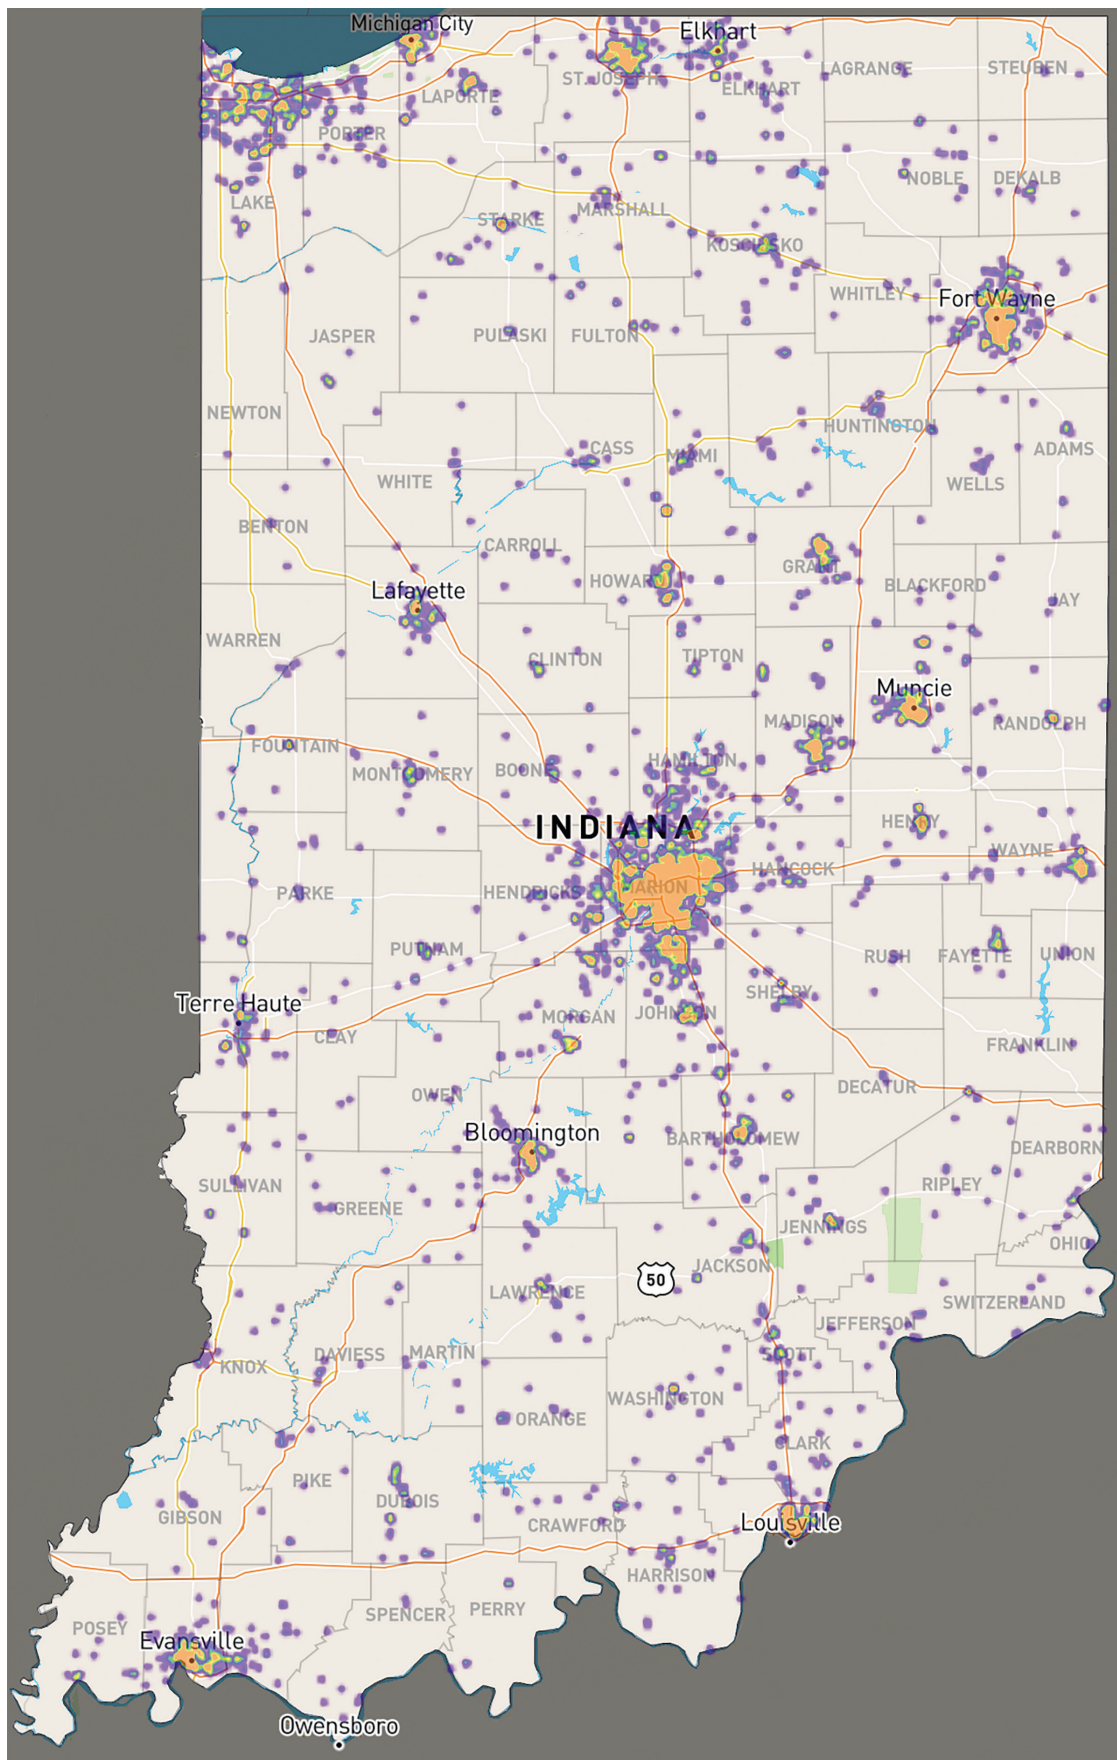 Michigan City
Elkhart
ST. JOSEPH
LAGRANGE
STEUBEN
LAPORTE
ELKHART
PORTER
NOBLE
DEKALB
LAKE
STARKE
MARSHALL
KOSCIUSKO
WHITLEY
Fort Wayne
JASPER
PULASKI
FULTON
NEWTON
HUNTINGTON
CASS
MIAMI
ADAMS
WHITE
WELLS
BENTON
CARROLL
HOWARD
GRANT
BLACKFORD
Lafayette
JAY
WARREN
CLINTON
TIPTON
Muncie
MADISON
RANDOLPH
FOUNTAIN
MONTGOMERY
BOONE
HAMILTON
INDIANA
HENRY
WAYNE
HANCOCK
PARKE
HENDRICKS
MARION
PUTNAM
RUSH
FAYETTE
UNION
Terre Haute
SHELBY
MORGAN
JOHNSON
CLAY
FRANKLIN
OWEN
DECATUR
Bloomington
BARTHOLOMEW
DEARBORN
SULLIVAN
RIPLEY
GREENE
JENNINGS
OHIO
JACKSON
50
LAWRENCE
SWITZERLAND
JEFFERSON
MARTIN
DAVIESS
SCOTT
KNOX
WASHINGTON
ORANGE
CLARK
PIKE
DUBOIS
GIBSON
CRAWFORD
Louisville
HARRISON
PERRY
SPENCER
POSEY
Evansville
Owensboro